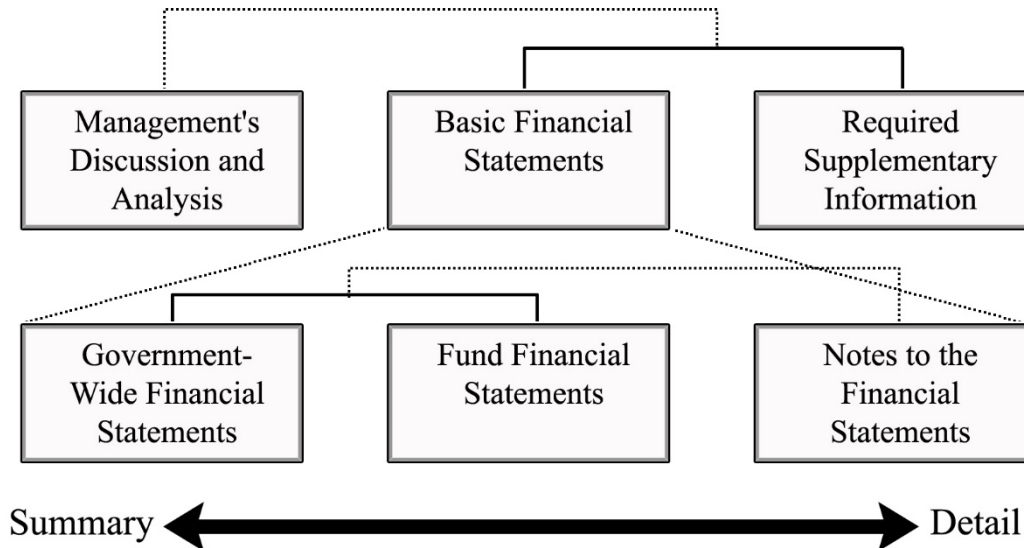 Management's
Discussion and
Analysis
Basic Financial
Statements
Required
Supplementary
Information
Government-
Wide Financial
Statements
Fund Financial
Statements
Notes to the
Financial
Statements
Summary
Detail